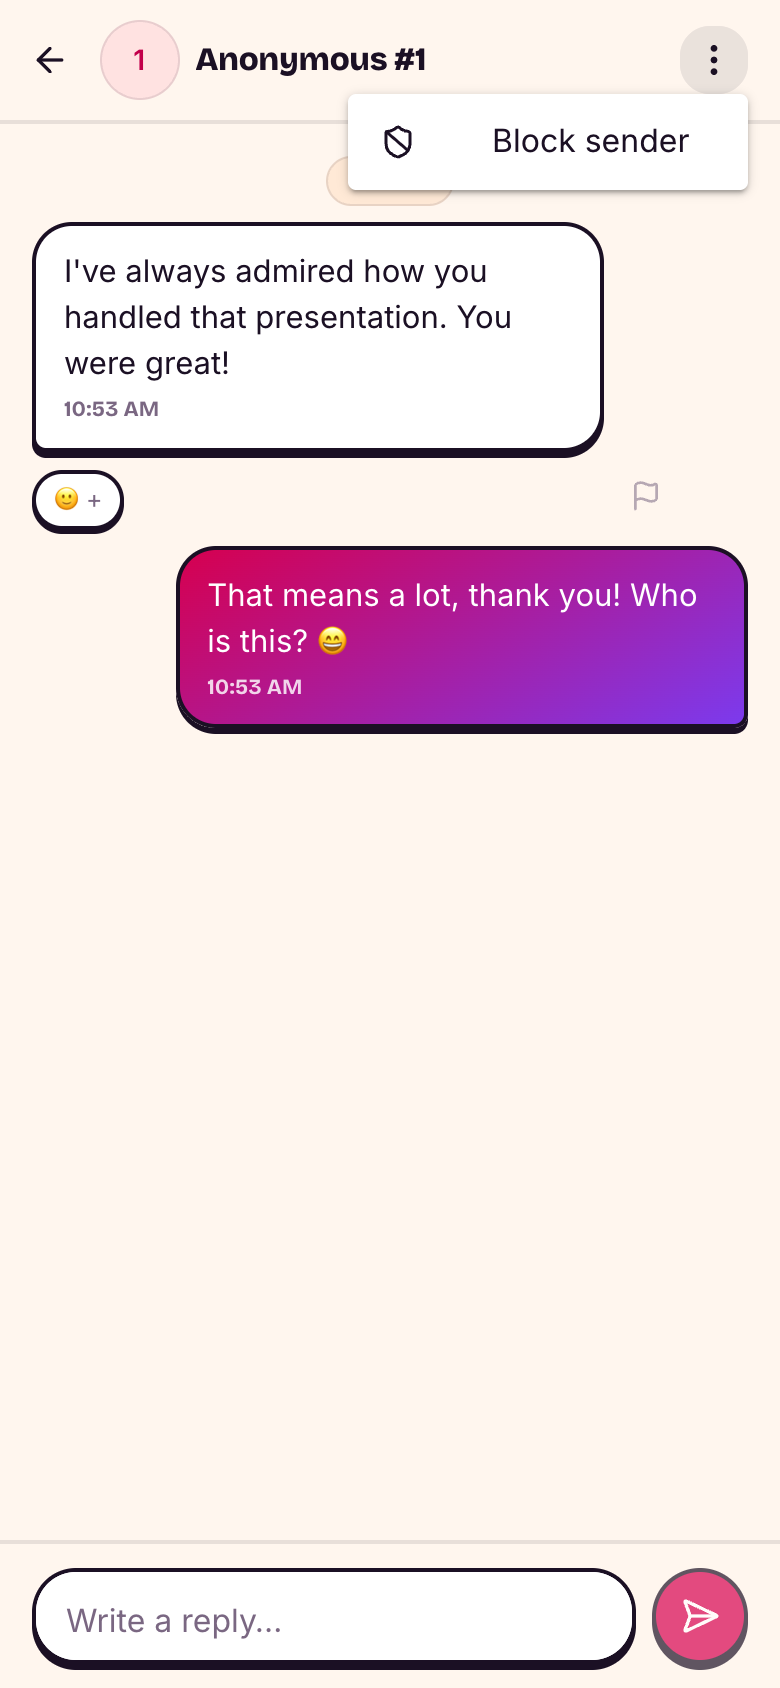 1
Anonymous #1
Block sender
I've always admired how you
handled that presentation. You
were great!
10:53 AM
🙂 +
That means a lot, thank you! Who
is this? 😄
10:53 AM
Write a reply...